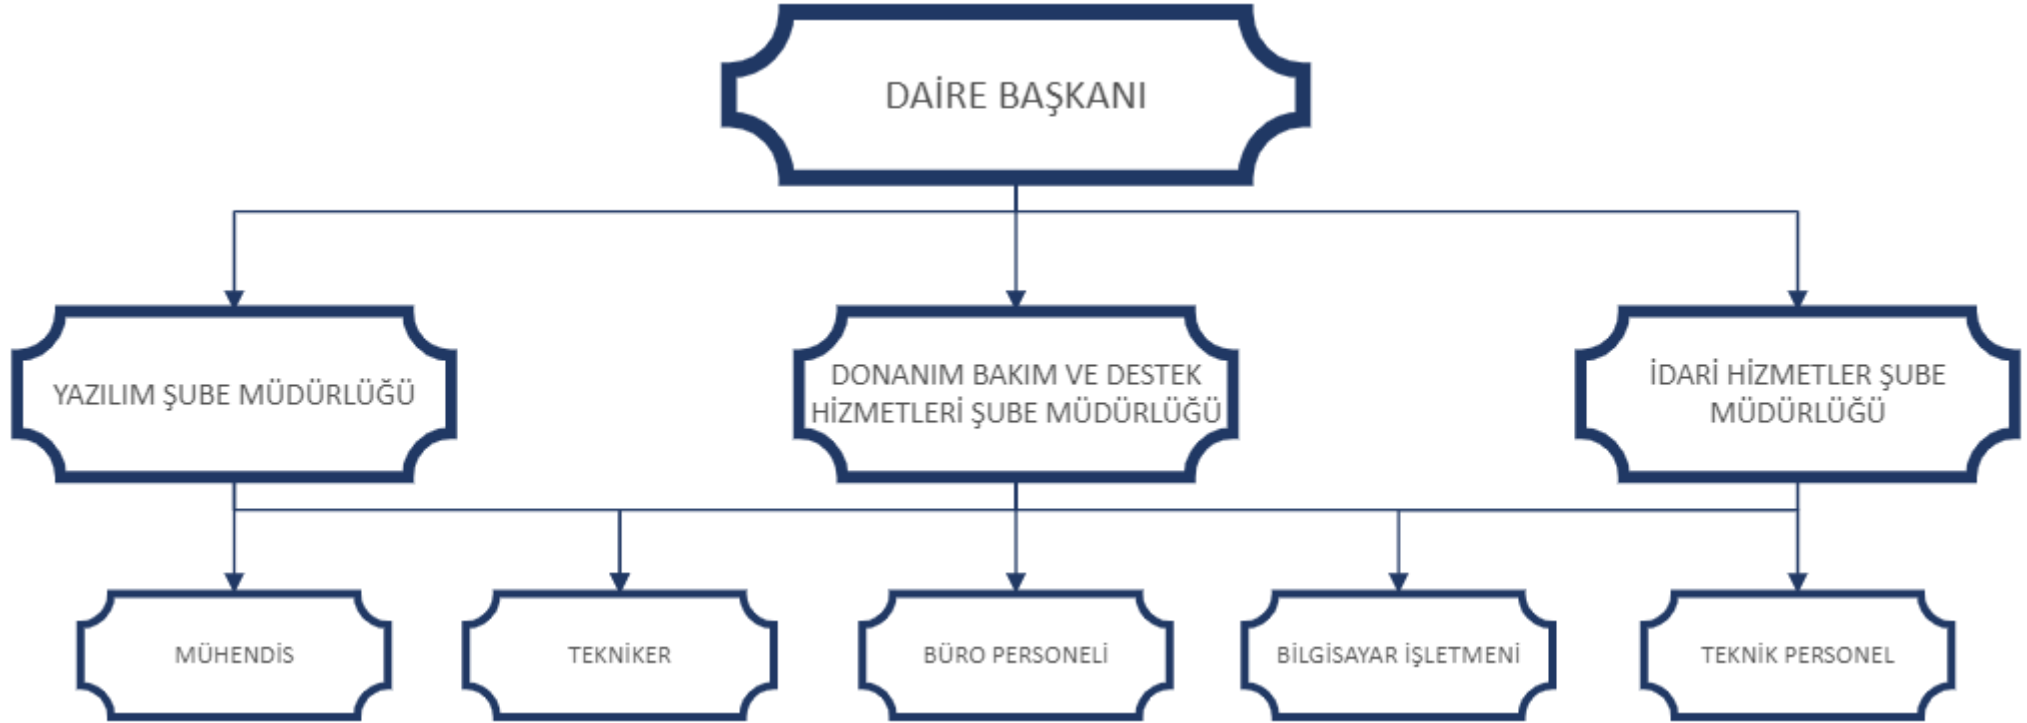 DAİRE BAŞKANI
YAZILIM ŞUBE MÜDÜRLÜĞÜ
DONANIM BAKIM VE DESTEK
HİZMETLERİ ŞUBE MÜDÜRLÜĞÜ
İDARİ HİZMETLER ŞUBE
MÜDÜRLÜĞÜ
MÜHENDİS
TEKNİKER
BÜRO PERSONELİ
BİLGİSAYAR İŞLETMENİ
TEKNİK PERSONEL